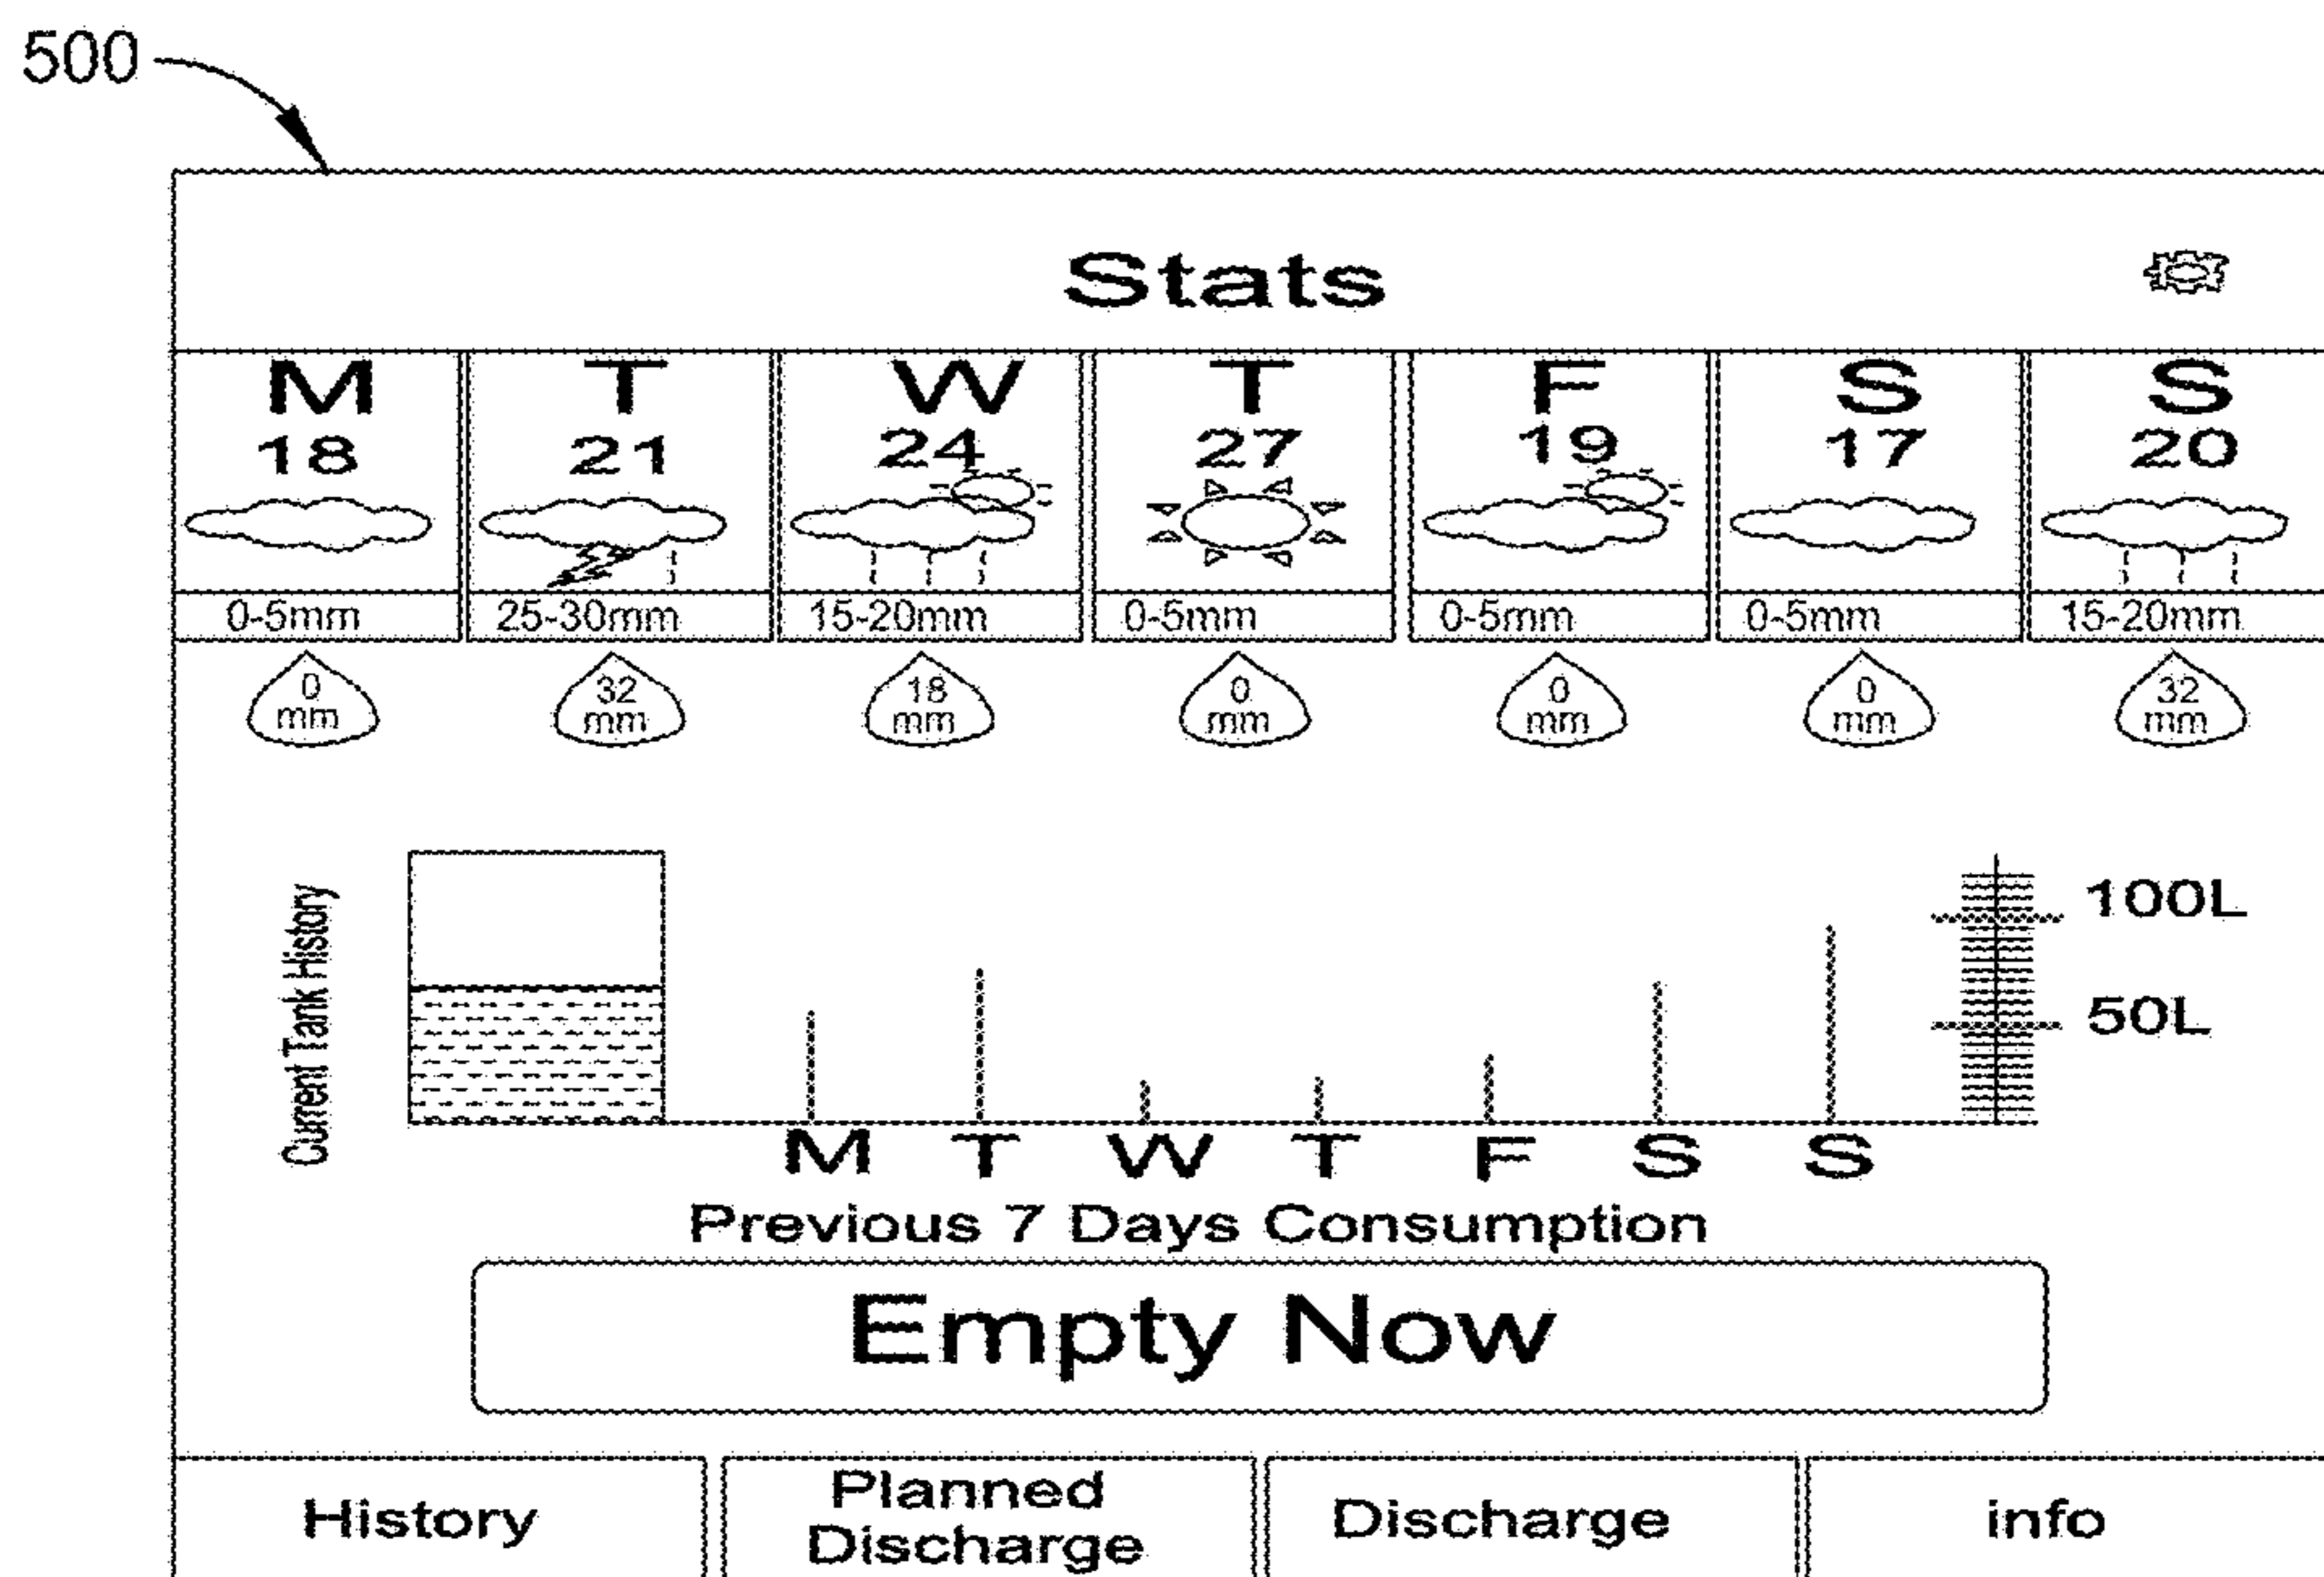 500
Stats
M T W T F S S
18 21 24 27 19 17 20
0-5mm 25-30mm 15-20mm 0-5mm 0-5mm 0-5mm 15-20mm
0 32 18 0 0 0 32
mm mm mm mm mm mm mm
Current Tank History
100L
50L
M T W T F S S
Previous 7 Days Consumption
Empty Now
History
Planned
Discharge
Discharge
info